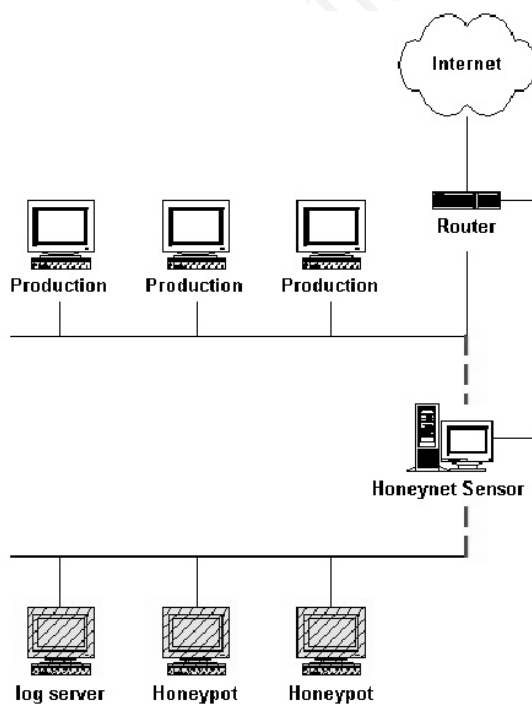 Internet
Router
Production Production Production
Honeynet Sensor
log server Honeypot Honeypot